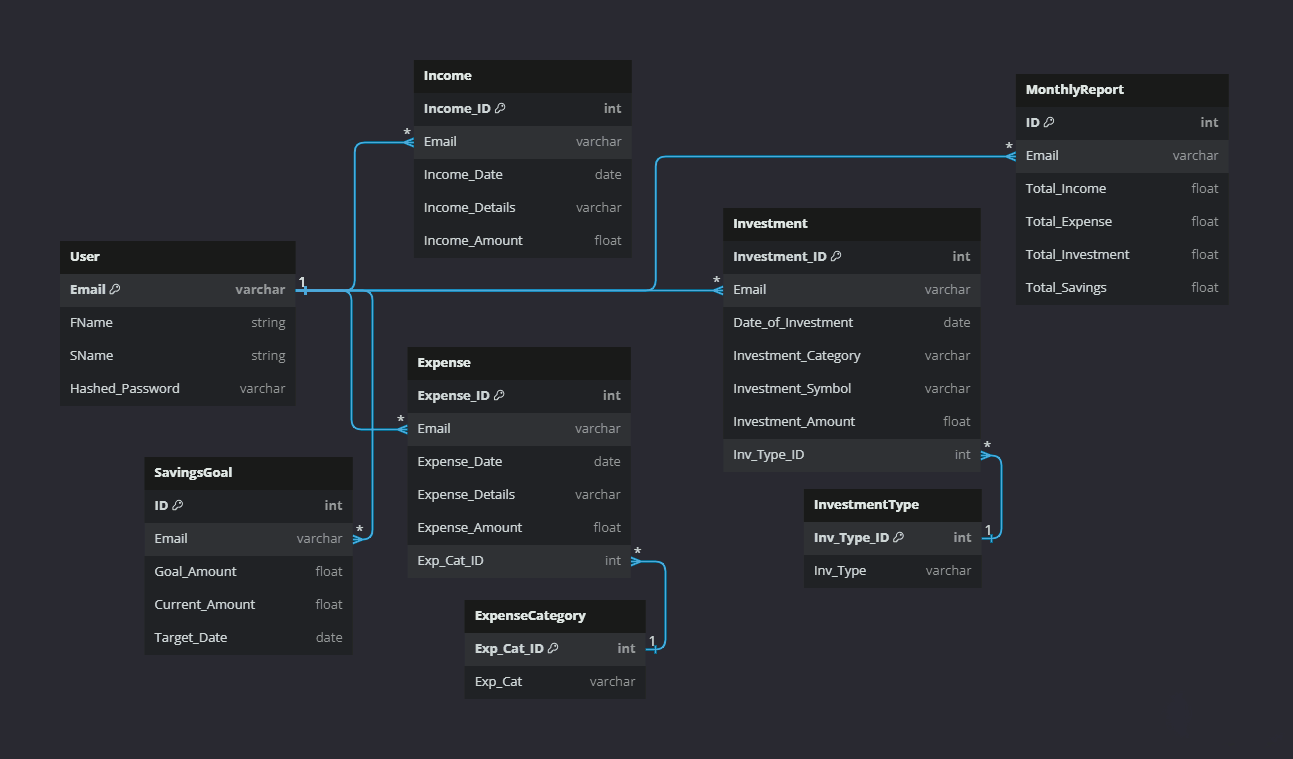 Income
Income_ID int
* Email varchar
Income_Date date
Income_Details varchar
Income_Amount float
MonthlyReport
ID int
* Email varchar
Total_Income float
Total_Expense float
Total_Investment float
Total_Savings float
User
Email varchar 1
FName string
SName string
Hashed_Password varchar
Investment
Investment_ID int
* Email varchar
Date_of_Investment date
Investment_Category varchar
Investment_Symbol varchar
Investment_Amount float
Inv_Type_ID int *
Expense
Expense_ID int
* Email varchar
Expense_Date date
Expense_Details varchar
Expense_Amount float
Exp_Cat_ID int *
SavingsGoal
ID int
Email varchar *
Goal_Amount float
Current_Amount float
Target_Date date
InvestmentType
Inv_Type_ID int 1
Inv_Type varchar
ExpenseCategory
Exp_Cat_ID int 1
Exp_Cat varchar